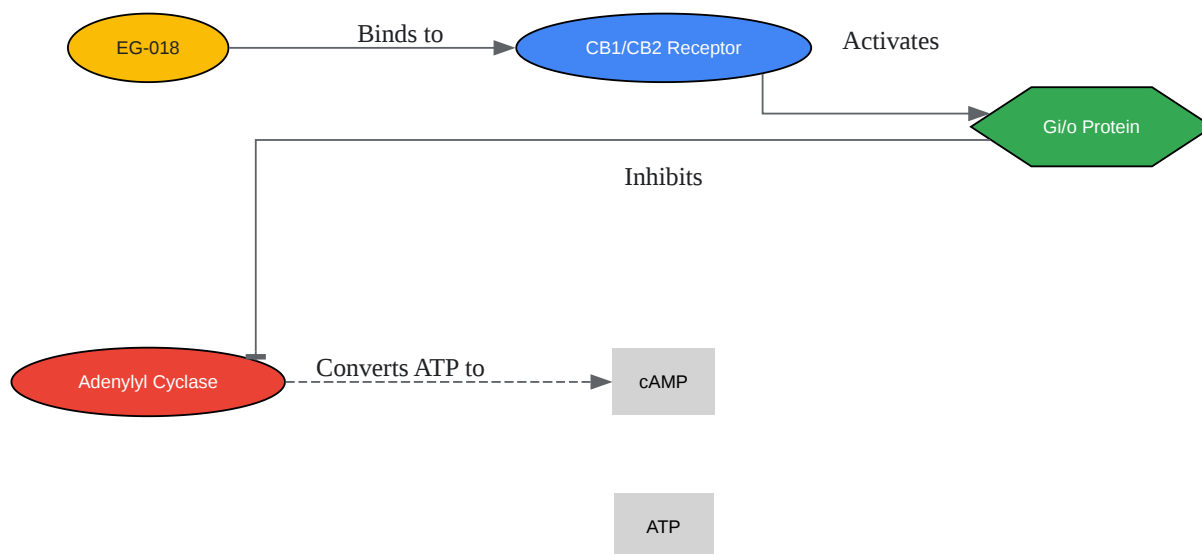 EG-018
Binds to
CB1/CB2 Receptor
Activates
Gi/o Protein
Inhibits
Adenylyl Cyclase
Converts ATP to
cAMP
ATP